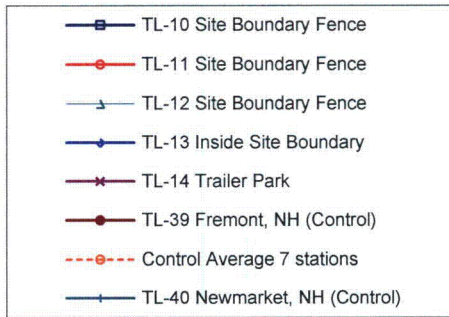 TL-10 Site Boundary Fence
TL-11 Site Boundary Fence
TL-12 Site Boundary Fence
TL-13 Inside Site Boundary
TL-14 Trailer Park
TL-39 Fremont, NH (Control)
Control Average 7 stations
TL-40 Newmarket, NH (Control)